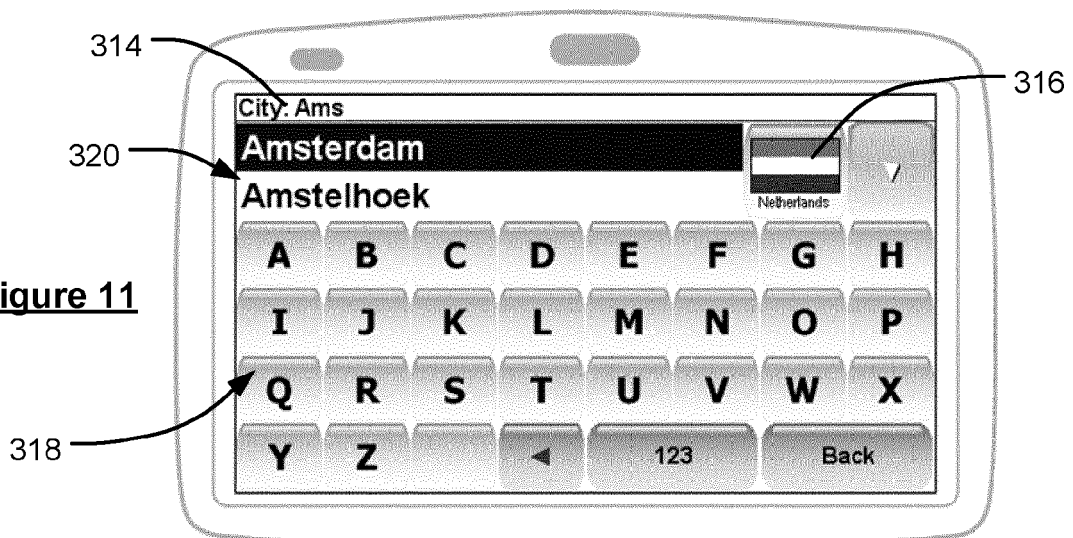 314
316
City: Ams
320
Amsterdam
Amstelhoek
Netherlands
A B C D E F G H
igure 11
I J K L M N O P
Q R S T U V W X
318
Y Z ◄ 123 Back